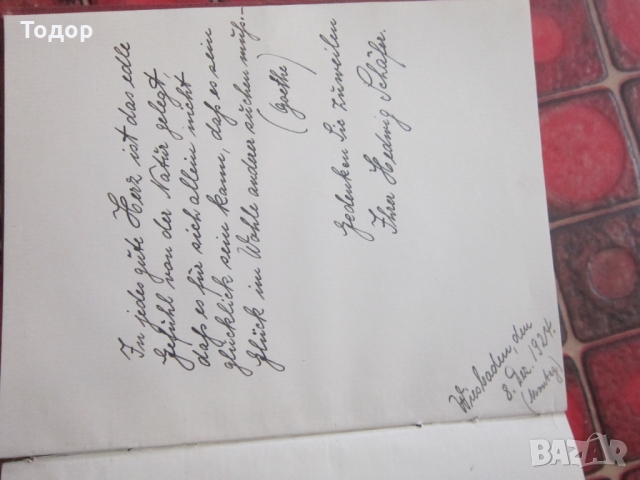 In jedes gute Herz ist das edle
Gefühl von der Natur gelegt,
daß es für sich allein nicht
glücklich sein kann, daß es sein
Glück im Wohle anderer suchen muß.–
(Goethe)
Gedenken Sie zuweilen
Ihrer Hedwig Schäfer.
Wiesbaden, den
8. Dez. 1924.
Todor
BAZAR